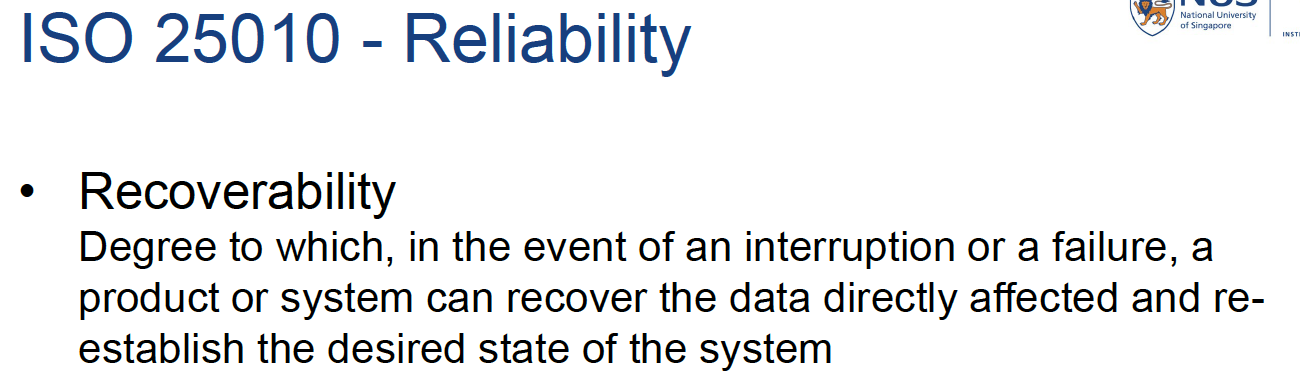 ISO 25010 - Reliability
NUS
National University
of Singapore
• Recoverability
Degree to which, in the event of an interruption or a failure, a
product or system can recover the data directly affected and re-
establish the desired state of the system